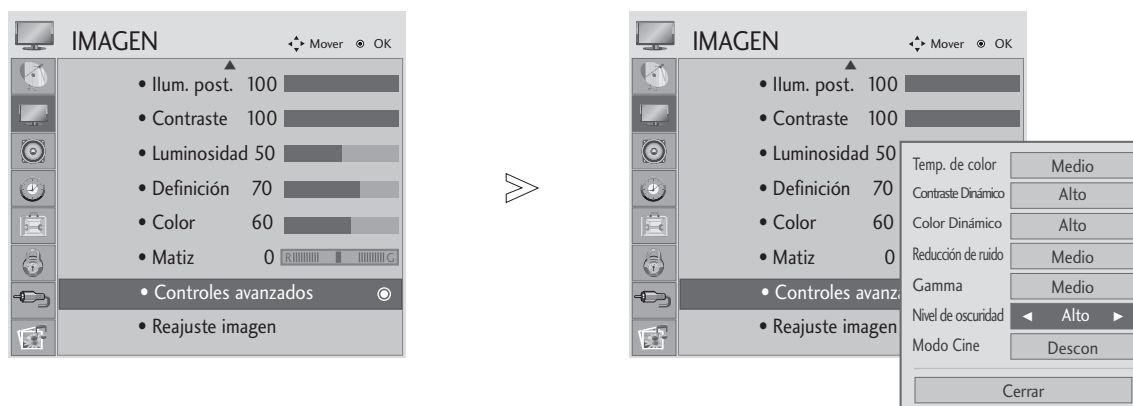 IMAGEN Mover OK
• Ilum. post. 100
• Contraste 100
• Luminosidad 50
• Definición 70
• Color 60
• Matiz 0 R G
• Controles avanzados
• Reajuste imagen
IMAGEN Mover OK
• Ilum. post. 100
• Contraste 100
• Luminosidad 50
• Definición 70
• Color 60
• Matiz 0
• Controles avanza
• Reajuste imagen
Temp. de color Medio
Contraste Dinámico Alto
Color Dinámico Alto
Reducción de ruido Medio
Gamma Medio
Nivel de oscuridad ◄ Alto ►
Modo Cine Descon
Cerrar